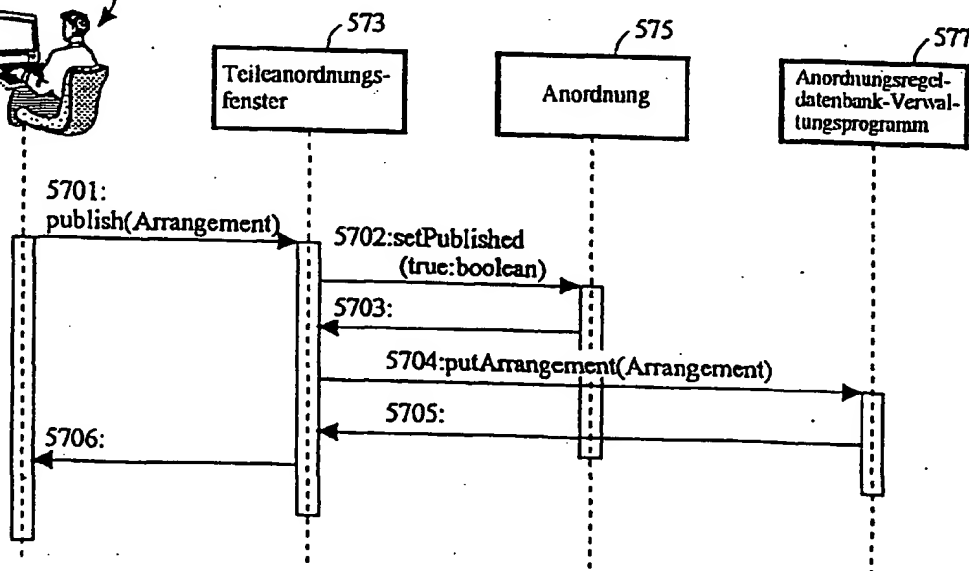 573
575
577
Teileanordnungs-
fenster
Anordnung
Anordnungsregel-
datenbank-Verwal-
tungsprogramm
5701:
publish(Arrangement)
5702:setPublished
(true:boolean)
5703:
5704:putArrangement(Arrangement)
5705:
5706: